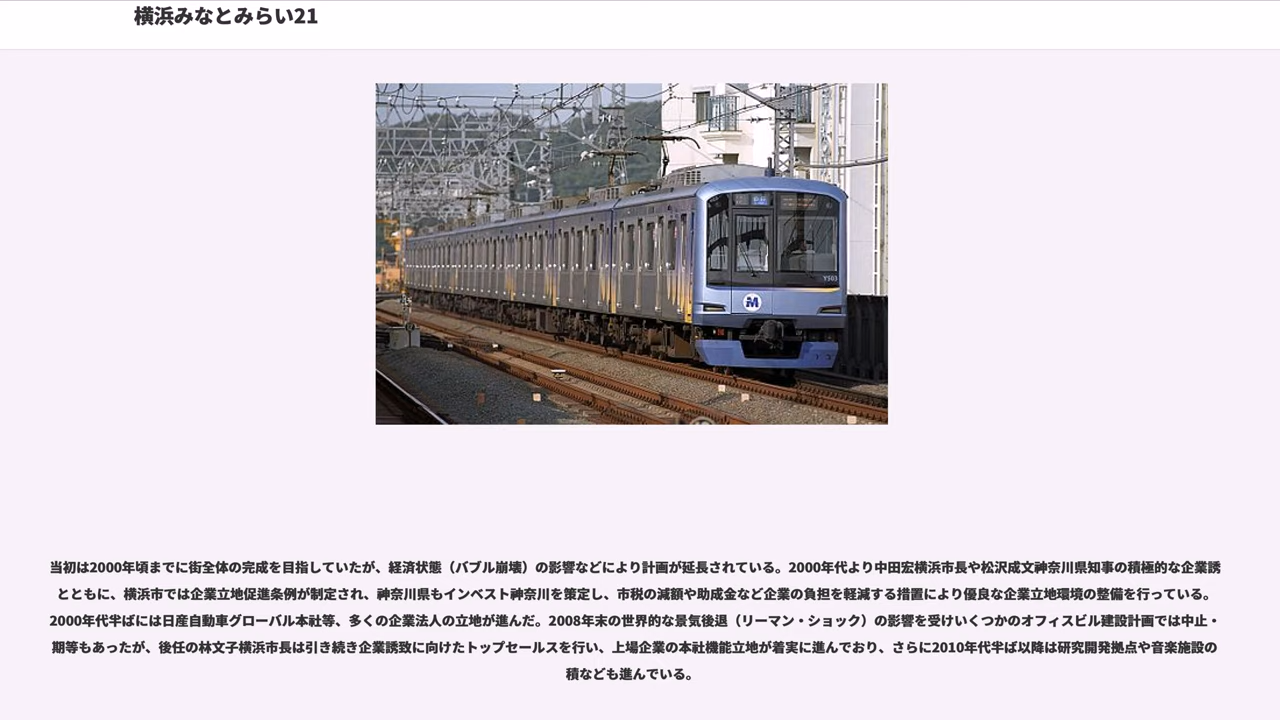 横浜みなとみらい21
Y503
M
当初は2000年頃までに街全体の完成を目指していたが、経済状態（バブル崩壊）の影響などにより計画が延長されている。2000年代より中田宏横浜市長や松沢成文神奈川県知事の積極的な企業誘
とともに、横浜市では企業立地促進条例が制定され、神奈川県もインベスト神奈川を策定し、市税の減額や助成金など企業の負担を軽減する措置により優良な企業立地環境の整備を行っている。
2000年代半ばには日産自動車グローバル本社等、多くの企業法人の立地が進んだ。2008年末の世界的な景気後退（リーマン・ショック）の影響を受けいくつかのオフィスビル建設計画では中止・
期等もあったが、後任の林文子横浜市長は引き続き企業誘致に向けたトップセールスを行い、上場企業の本社機能立地が着実に進んでおり、さらに2010年代半ば以降は研究開発拠点や音楽施設の
積なども進んでいる。